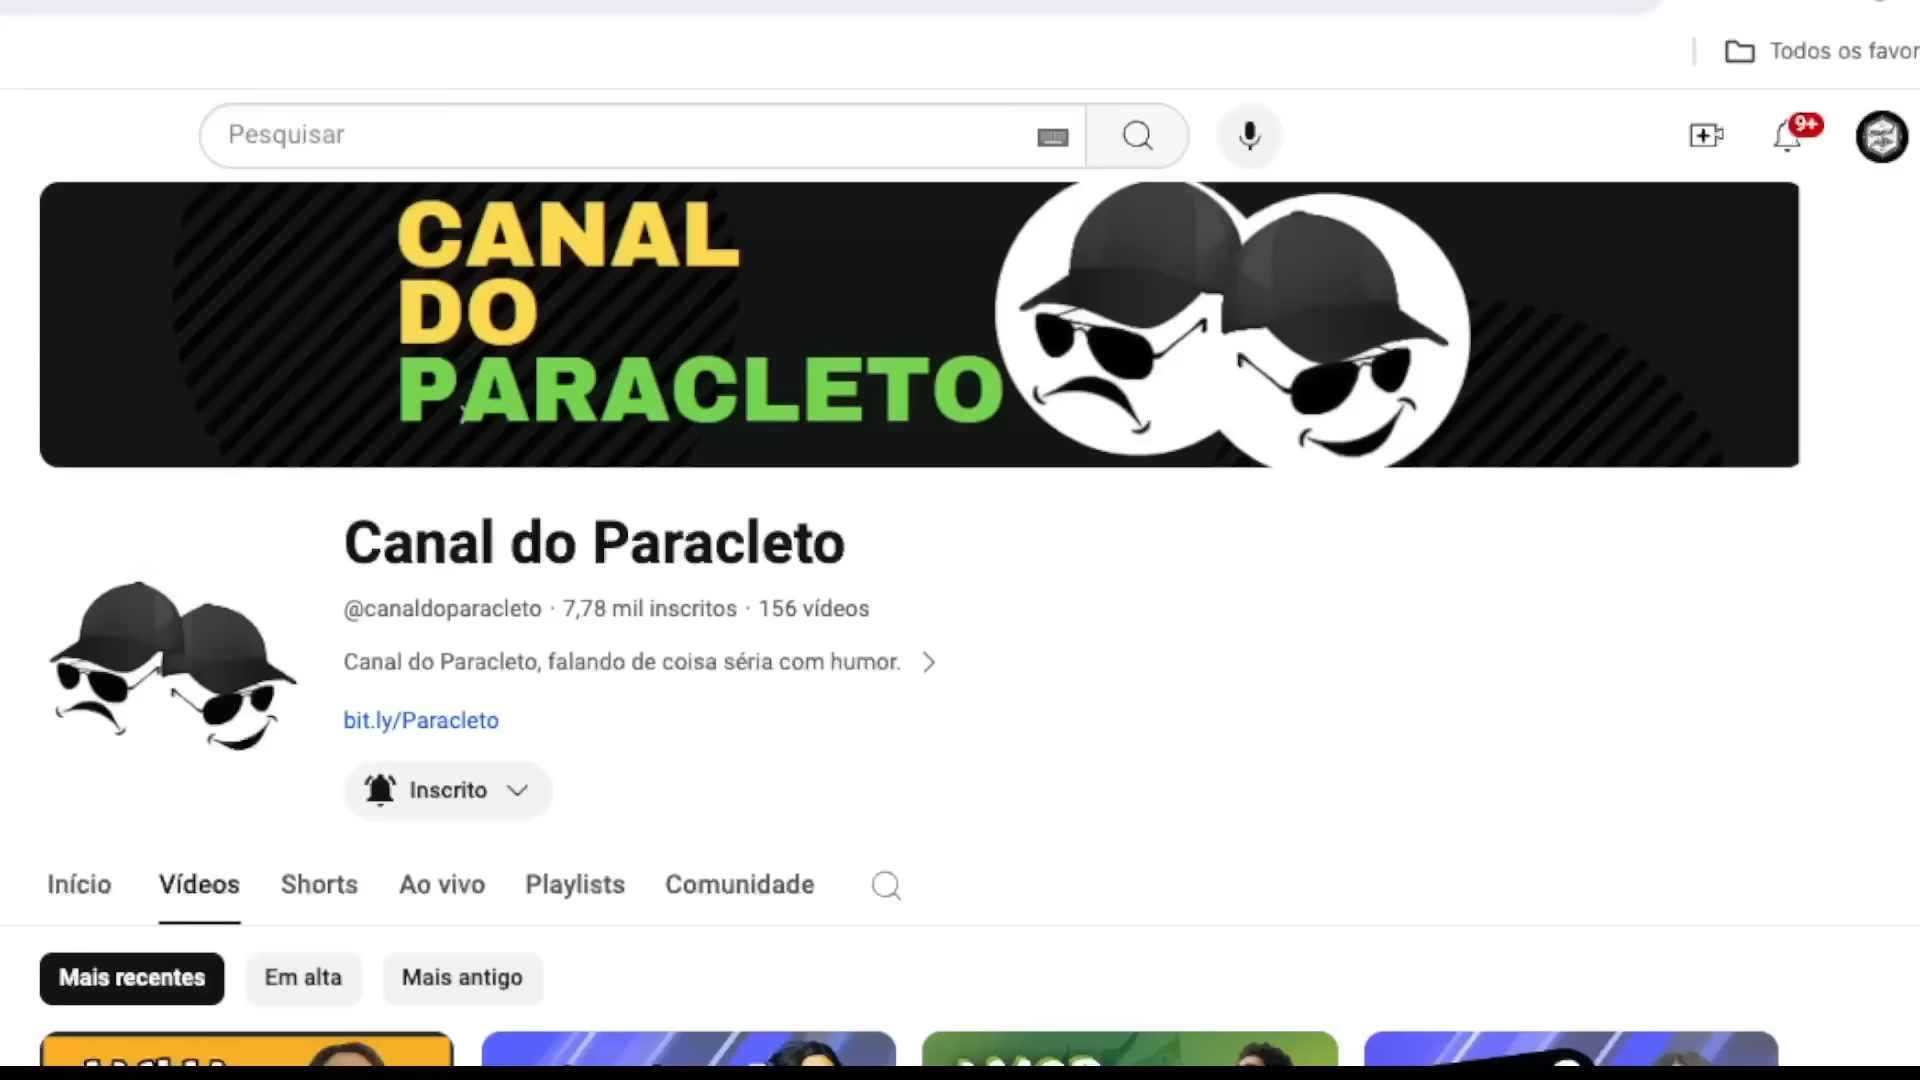 Todos os favor
Pesquisar
9+
CANAL
DO
PARACLETO
Canal do Paracleto
@canaldoparacleto · 7,78 mil inscritos · 156 vídeos
Canal do Paracleto, falando de coisa séria com humor.
bit.ly/Paracleto
Inscrito
Início Vídeos Shorts Ao vivo Playlists Comunidade
Mais recentes Em alta Mais antigo